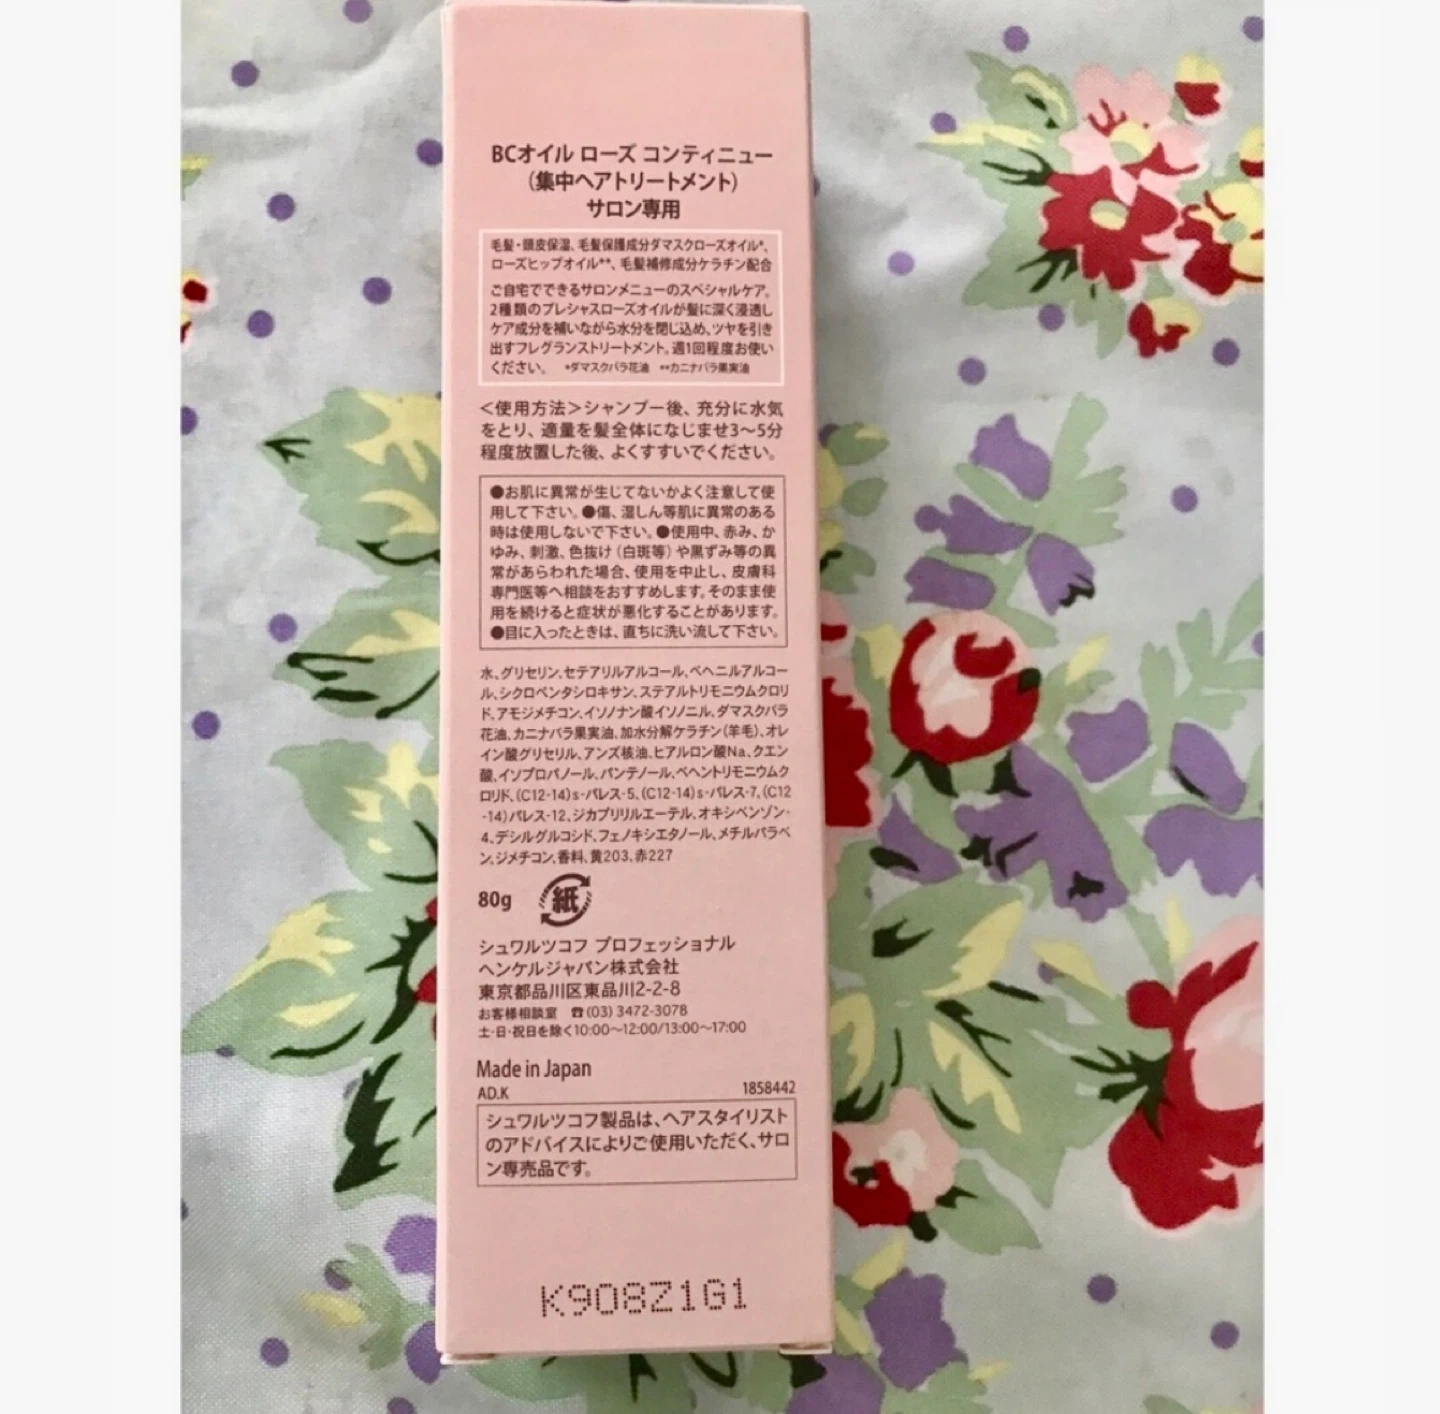 BCオイル ローズ コンティニュー
(集中ヘアトリートメント)
サロン専用
毛髪・頭皮保湿、毛髪保護成分ダマスクローズオイル*、
ローズヒップオイル**、毛髪補修成分ケラチン配合
ご自宅でできるサロンメニューのスペシャルケア。
2種類のプレシャスローズオイルが髪に深く浸透し
ケア成分を補いながら水分を閉じ込め、ツヤを引き
出すフレグランストリートメント。週1回程度お使い
ください。 *ダマスクバラ花油 **カニナバラ果実油
＜使用方法＞シャンプー後、充分に水気
をとり、適量を髪全体になじませ3〜5分
程度放置した後、よくすすいでください。
●お肌に異常が生じてないかよく注意して使
用して下さい。●傷、湿しん等肌に異常のある
時は使用しないで下さい。●使用中、赤み、か
ゆみ、刺激、色抜け（白斑等）や黒ずみ等の異
常があらわれた場合、使用を中止し、皮膚科
専門医等へ相談をおすすめします。そのまま使
用を続けると症状が悪化することがあります。
●目に入ったときは、直ちに洗い流して下さい。
水、グリセリン、セテアリルアルコール、ベヘニルアルコー
ル、シクロペンタシロキサン、ステアルトリモニウムクロリ
ド、アモジメチコン、イソノナン酸イソノニル、ダマスクバラ
花油、カニナバラ果実油、加水分解ケラチン(羊毛)、オレ
イン酸グリセリル、アンズ核油、ヒアルロン酸Na、クエン
酸、イソプロパノール、パンテノール、ベヘントリモニウムク
ロリド、(C12-14)s-パレス-5、(C12-14)s-パレス-7、(C12
-14)パレス-12、ジカプリリルエーテル、オキシベンゾン-
4、デシルグルコシド、フェノキシエタノール、メチルパラベ
ン、ジメチコン、香料、黄203、赤227
80g 紙
シュワルツコフ プロフェッショナル
ヘンケルジャパン株式会社
東京都品川区東品川2-2-8
お客様相談室 ☎(03) 3472-3078
土・日・祝日を除く10:00〜12:00/13:00〜17:00
Made in Japan
AD.K 1858442
シュワルツコフ製品は、ヘアスタイリスト
のアドバイスによりご使用いただく、サロ
ン専売品です。
K908Z1G1